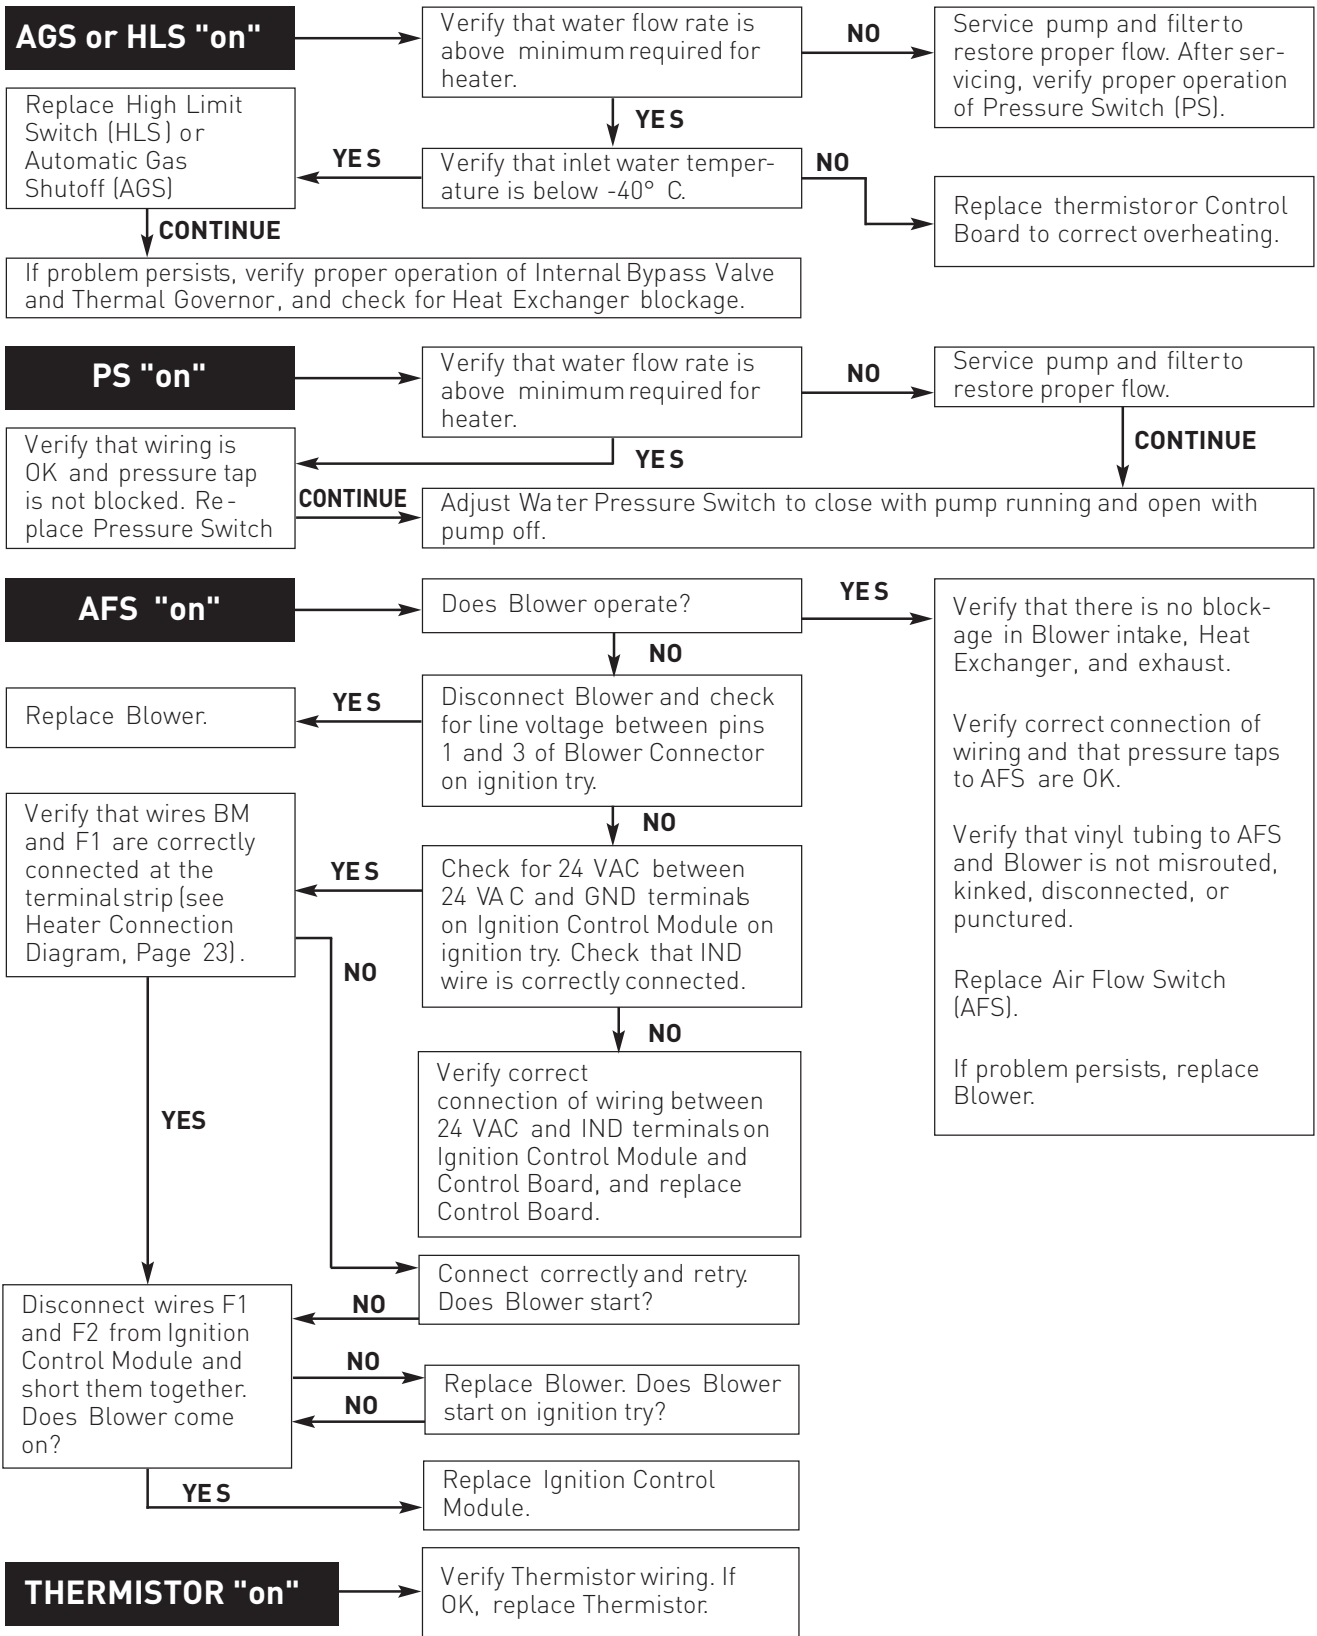 AGS or HLS "on"
Verify that water flow rate is
above minimum required for
heater.
NO
Service pump and filter to
restore proper flow. After ser-
vicing, verify proper operation
of Pressure Switch (PS).
YES
Replace High Limit
Switch (HLS) or
Automatic Gas
Shutoff (AGS)
YES
Verify that inlet water temper-
ature is below -40° C.
NO
Replace thermistor or Control
Board to correct overheating.
CONTINUE
If problem persists, verify proper operation of Internal Bypass Valve
and Thermal Governor, and check for Heat Exchanger blockage.
PS "on"
Verify that water flow rate is
above minimum required for
heater.
NO
Service pump and filter to
restore proper flow.
CONTINUE
YES
Verify that wiring is
OK and pressure tap
is not blocked. Re-
place Pressure Switch
CONTINUE
Adjust Water Pressure Switch to close with pump running and open with
pump off.
AFS "on"
Does Blower operate?
YES
Verify that there is no block-
age in Blower intake, Heat
Exchanger, and exhaust.
Verify correct connection of
wiring and that pressure taps
to AFS are OK.
Verify that vinyl tubing to AFS
and Blower is not misrouted,
kinked, disconnected, or
punctured.
Replace Air Flow Switch
(AFS).
If problem persists, replace
Blower.
NO
Replace Blower.
YES
Disconnect Blower and check
for line voltage between pins
1 and 3 of Blower Connector
on ignition try.
NO
Verify that wires BM
and F1 are correctly
connected at the
terminal strip (see
Heater Connection
Diagram, Page 23).
YES
Check for 24 VAC between
24 VAC and GND terminals
on Ignition Control Module on
ignition try. Check that IND
wire is correctly connected.
NO
NO
Verify correct
connection of wiring between
24 VAC and IND terminals on
Ignition Control Module and
Control Board, and replace
Control Board.
YES
Connect correctly and retry.
Does Blower start?
NO
Disconnect wires F1
and F2 from Ignition
Control Module and
short them together.
Does Blower come
on?
NO
NO
Replace Blower. Does Blower
start on ignition try?
YES
Replace Ignition Control
Module.
THERMISTOR "on"
Verify Thermistor wiring. If
OK, replace Thermistor.